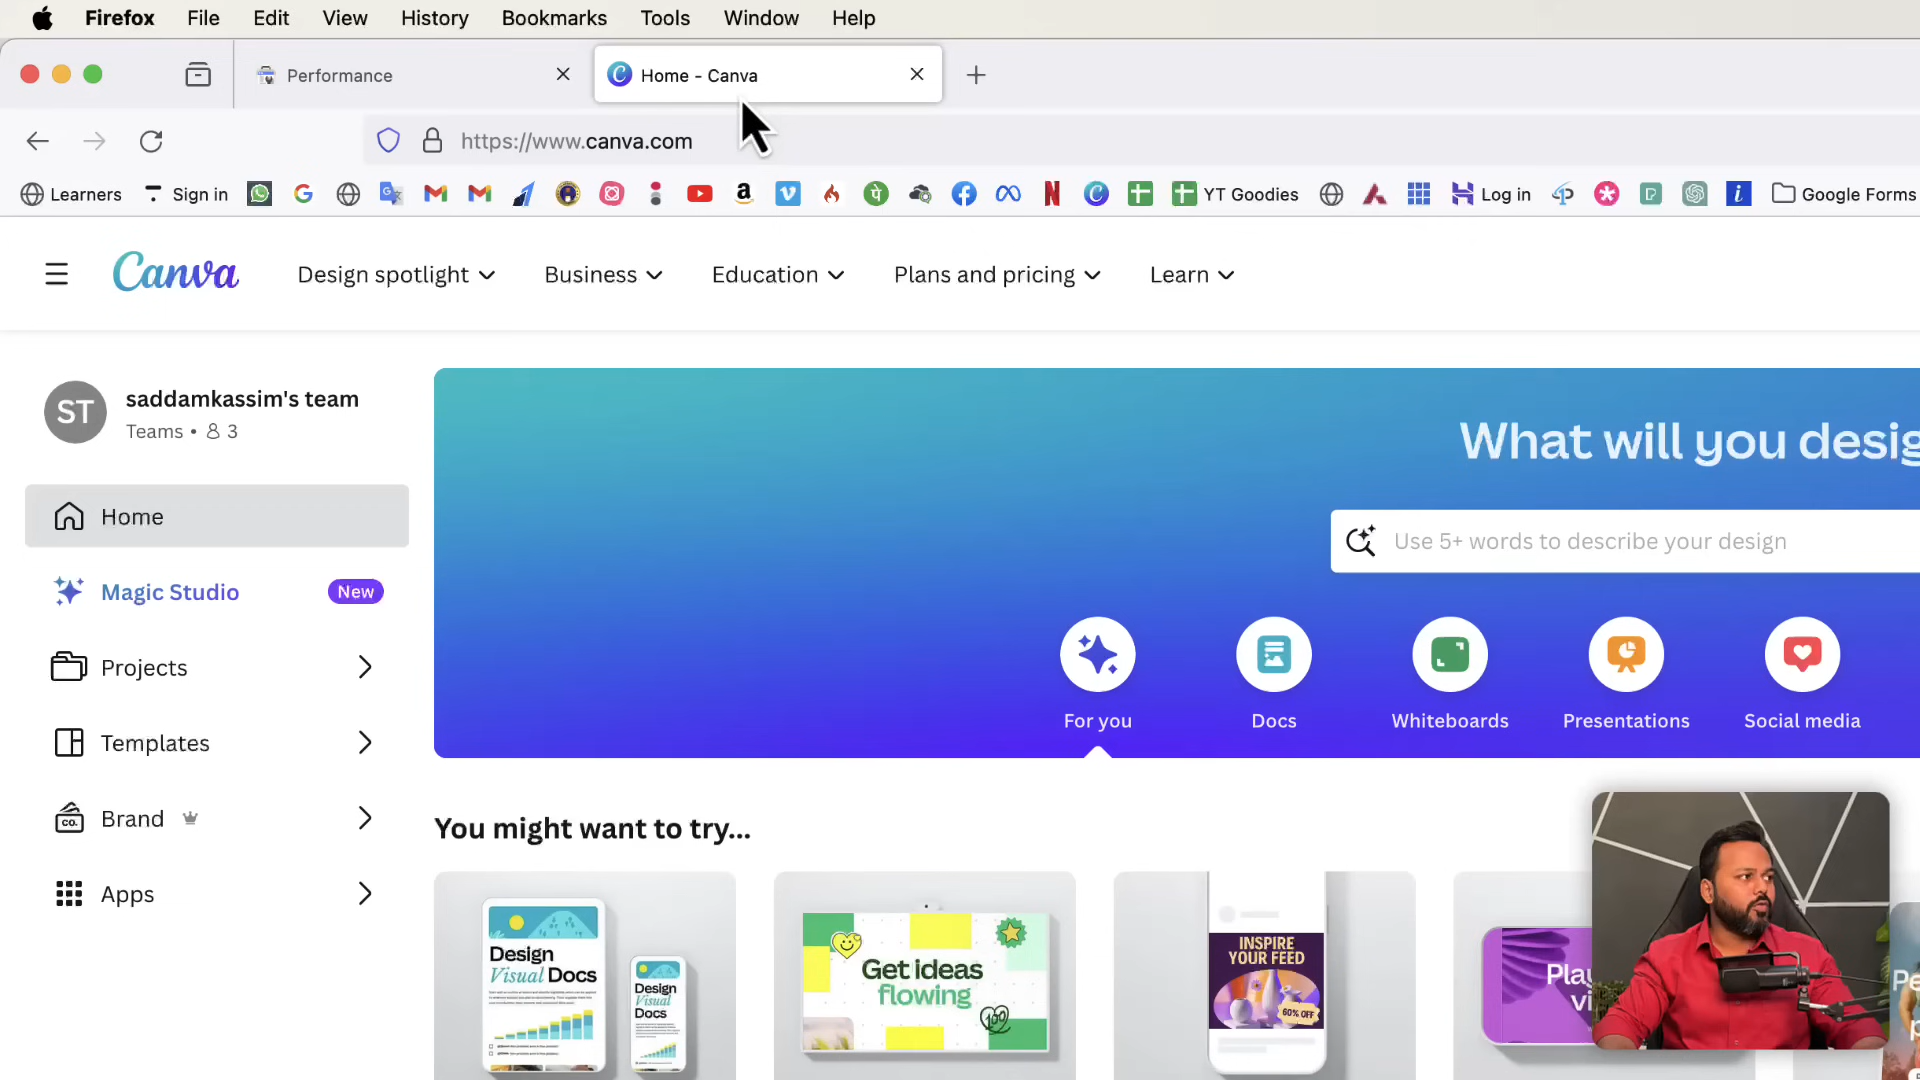 Firefox File Edit View History Bookmarks Tools Window Help
Performance
Home - Canva
https://www.canva.com
Learners
Sign in
YT Goodies
Log in
Google Forms
Canva
Design spotlight
Business
Education
Plans and pricing
Learn
ST
saddamkassim's team
Teams • 3
What will you desig
Home
Use 5+ words to describe your design
Magic Studio
New
Projects
For you
Docs
Whiteboards
Presentations
Social media
Templates
Brand
You might want to try...
Apps
Design
Visual Docs
Design
Visual
Docs
Get ideas
flowing
100
INSPIRE
YOUR FEED
60% OFF
Play
vi
Pe